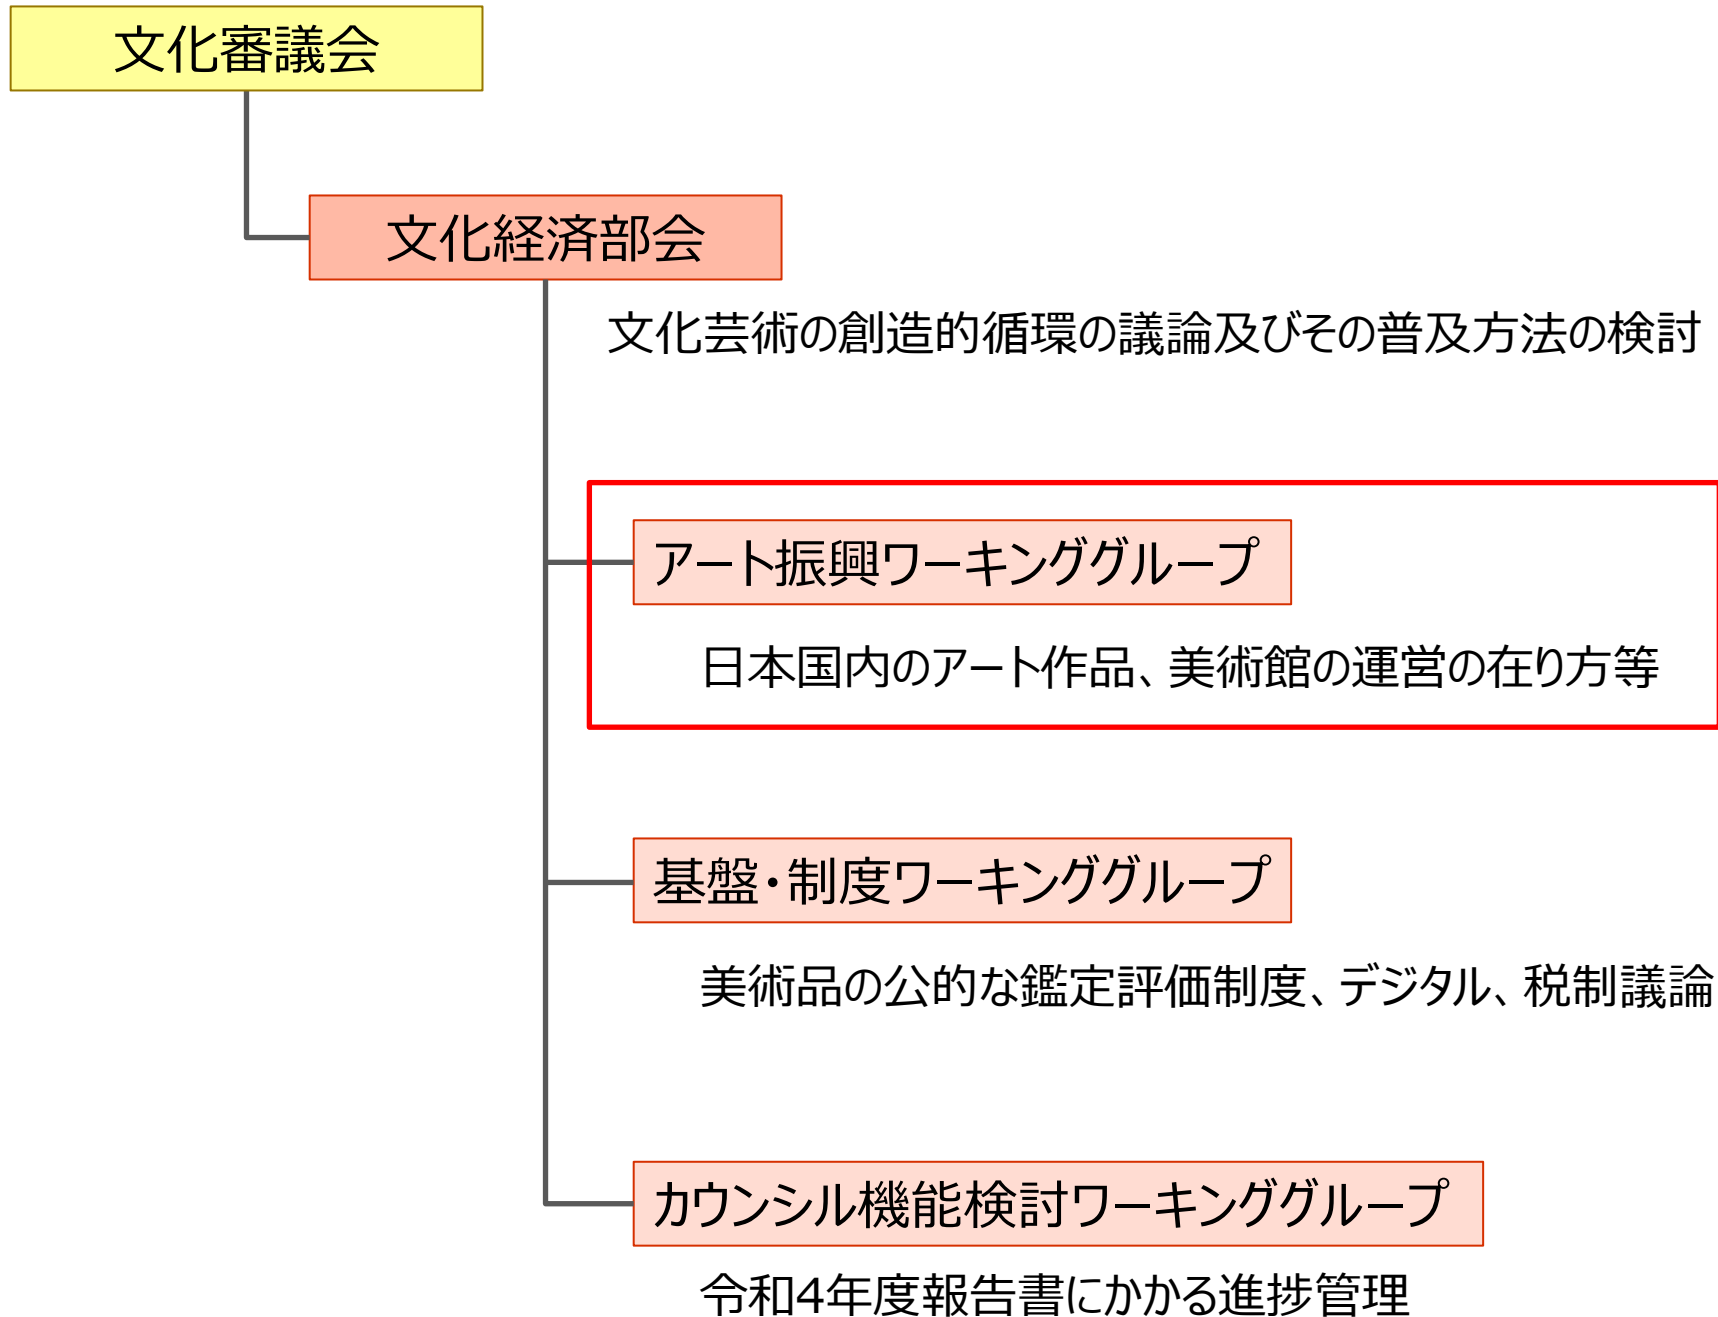 文化審議会
文化経済部会
文化芸術の創造的循環の議論及びその普及方法の検討
アート振興ワーキンググループ
日本国内のアート作品、美術館の運営の在り方等
基盤・制度ワーキンググループ
美術品の公的な鑑定評価制度、デジタル、税制議論
カウンシル機能検討ワーキンググループ
令和4年度報告書にかかる進捗管理